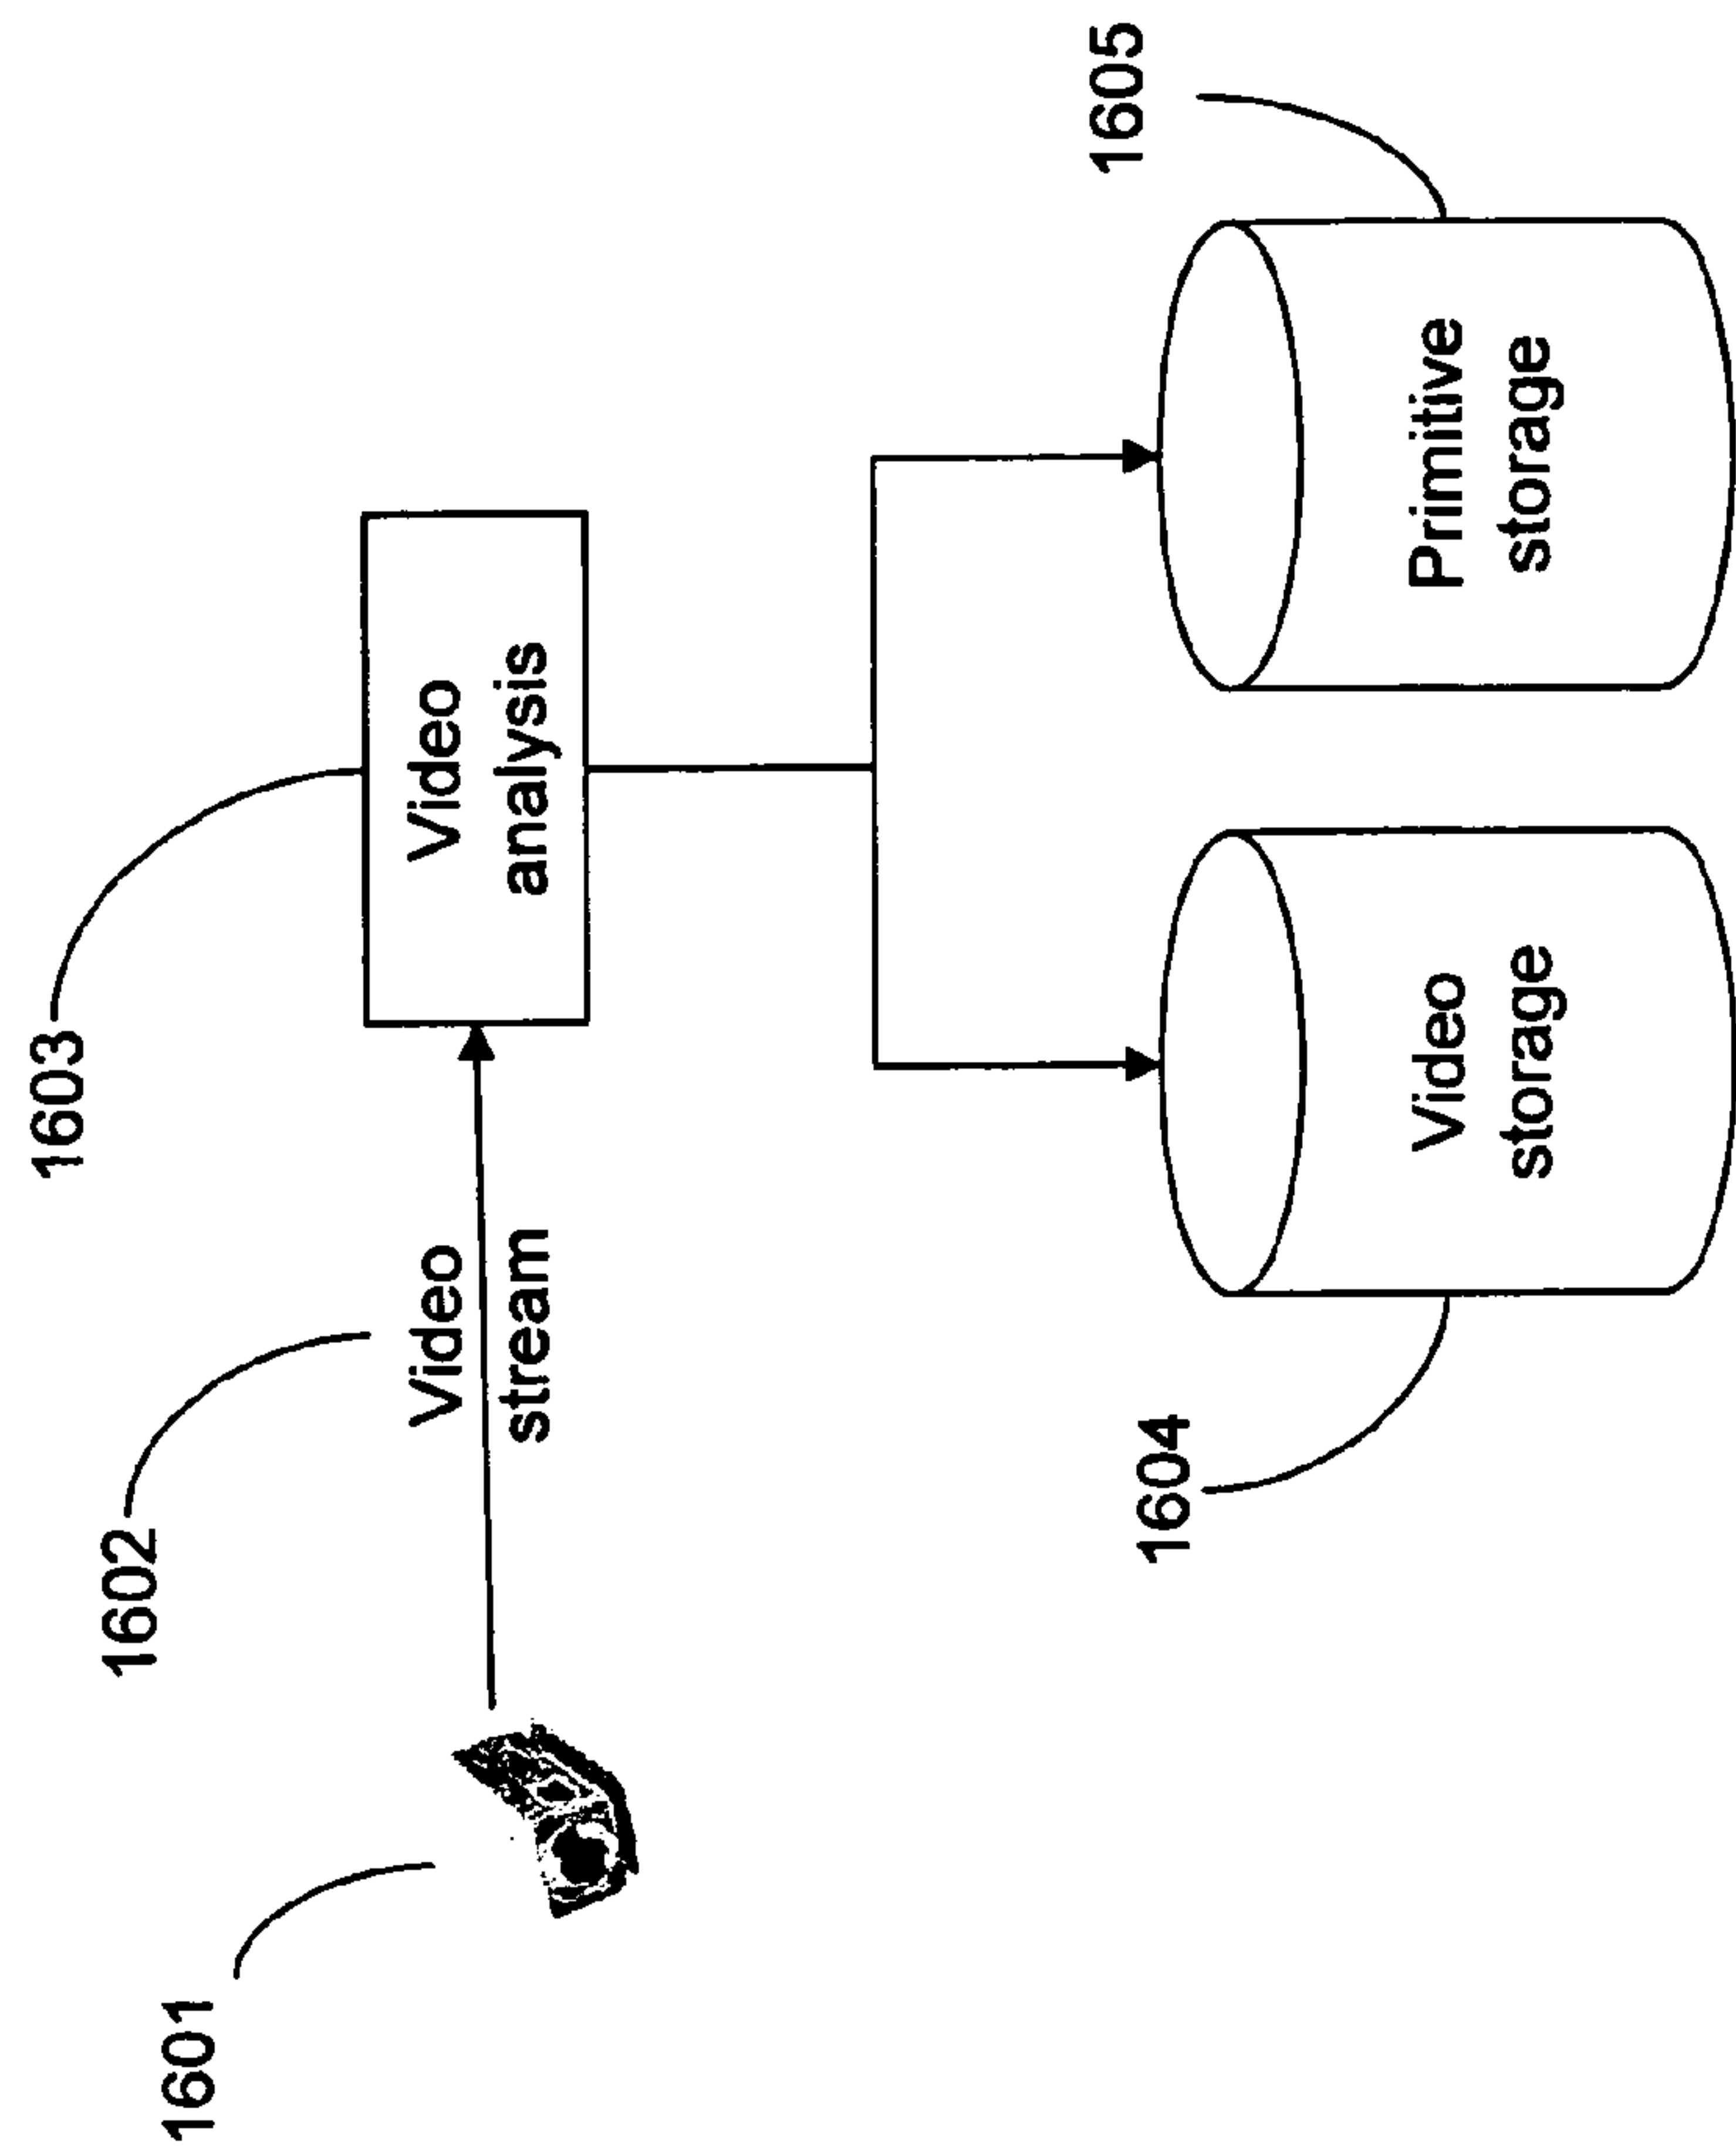 1603
1602
1601
Video
stream
Video
analysis
1605
1604
Video
storage
Primitive
storage